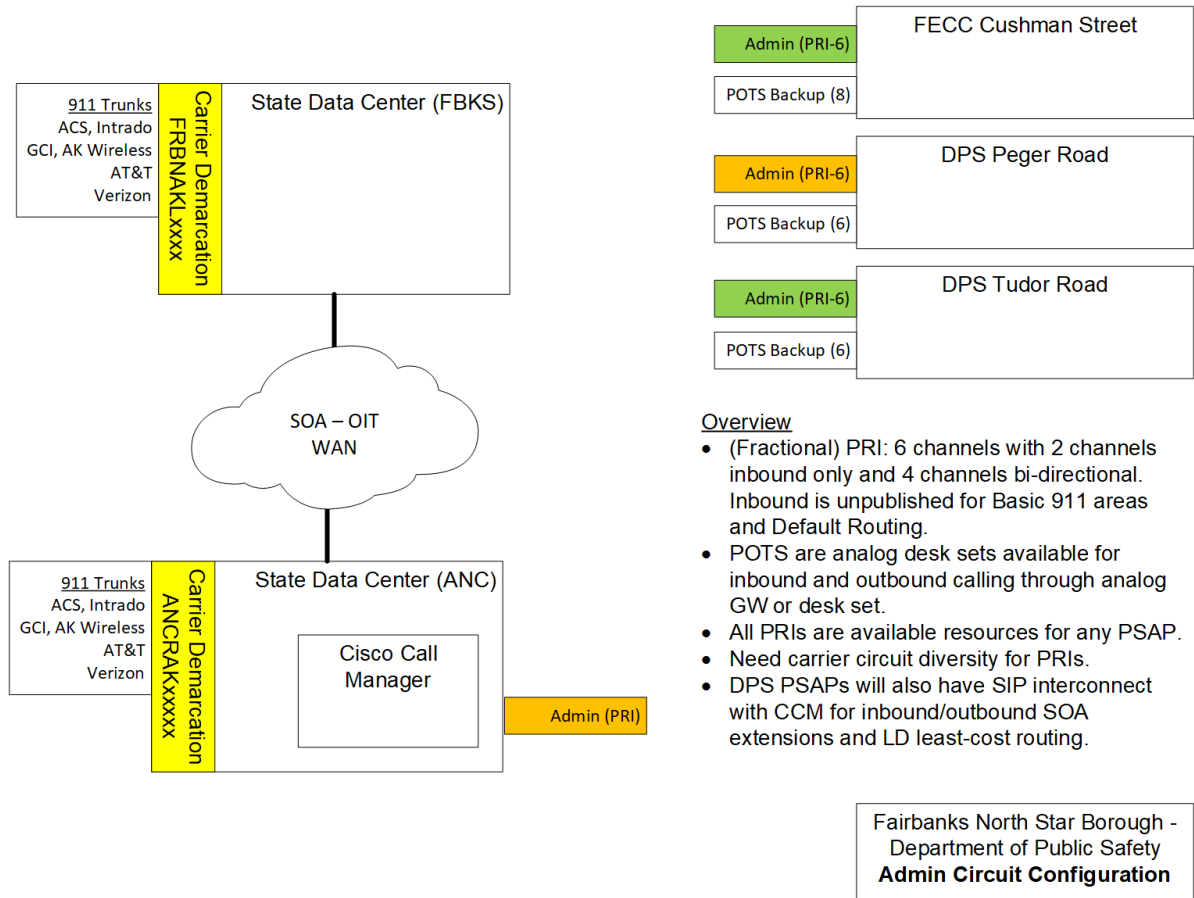 911 Trunks
ACS, Intrado
GCI, AK Wireless
AT&T
Verizon
Carrier Demarcation
FRBNAKLxxxx
State Data Center (FBKS)
SOA – OIT
WAN
911 Trunks
ACS, Intrado
GCI, AK Wireless
AT&T
Verizon
Carrier Demarcation
ANCRAKxxxxx
State Data Center (ANC)
Cisco Call
Manager
Admin (PRI)
Admin (PRI-6)
POTS Backup (8)
FECC Cushman Street
Admin (PRI-6)
POTS Backup (6)
DPS Peger Road
Admin (PRI-6)
POTS Backup (6)
DPS Tudor Road
Overview
• (Fractional) PRI: 6 channels with 2 channels
inbound only and 4 channels bi-directional.
Inbound is unpublished for Basic 911 areas
and Default Routing.
• POTS are analog desk sets available for
inbound and outbound calling through analog
GW or desk set.
• All PRIs are available resources for any PSAP.
• Need carrier circuit diversity for PRIs.
• DPS PSAPs will also have SIP interconnect
with CCM for inbound/outbound SOA
extensions and LD least-cost routing.
Fairbanks North Star Borough -
Department of Public Safety
Admin Circuit Configuration